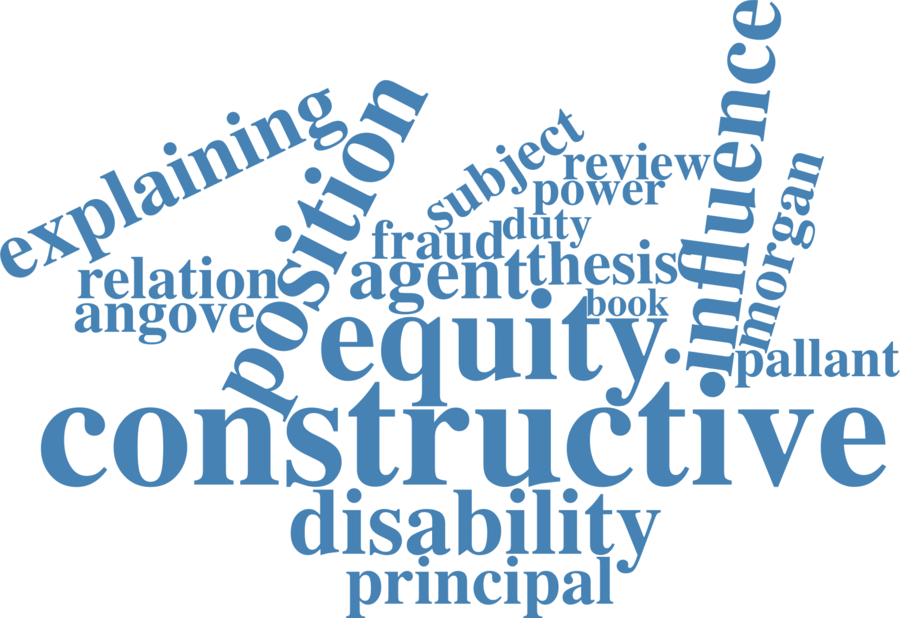 explaining
position
influence
subject
review
power
morgan
duty
fraud
relation
agent
thesis
angove
book
equity
pallant
constructive
disability
principal